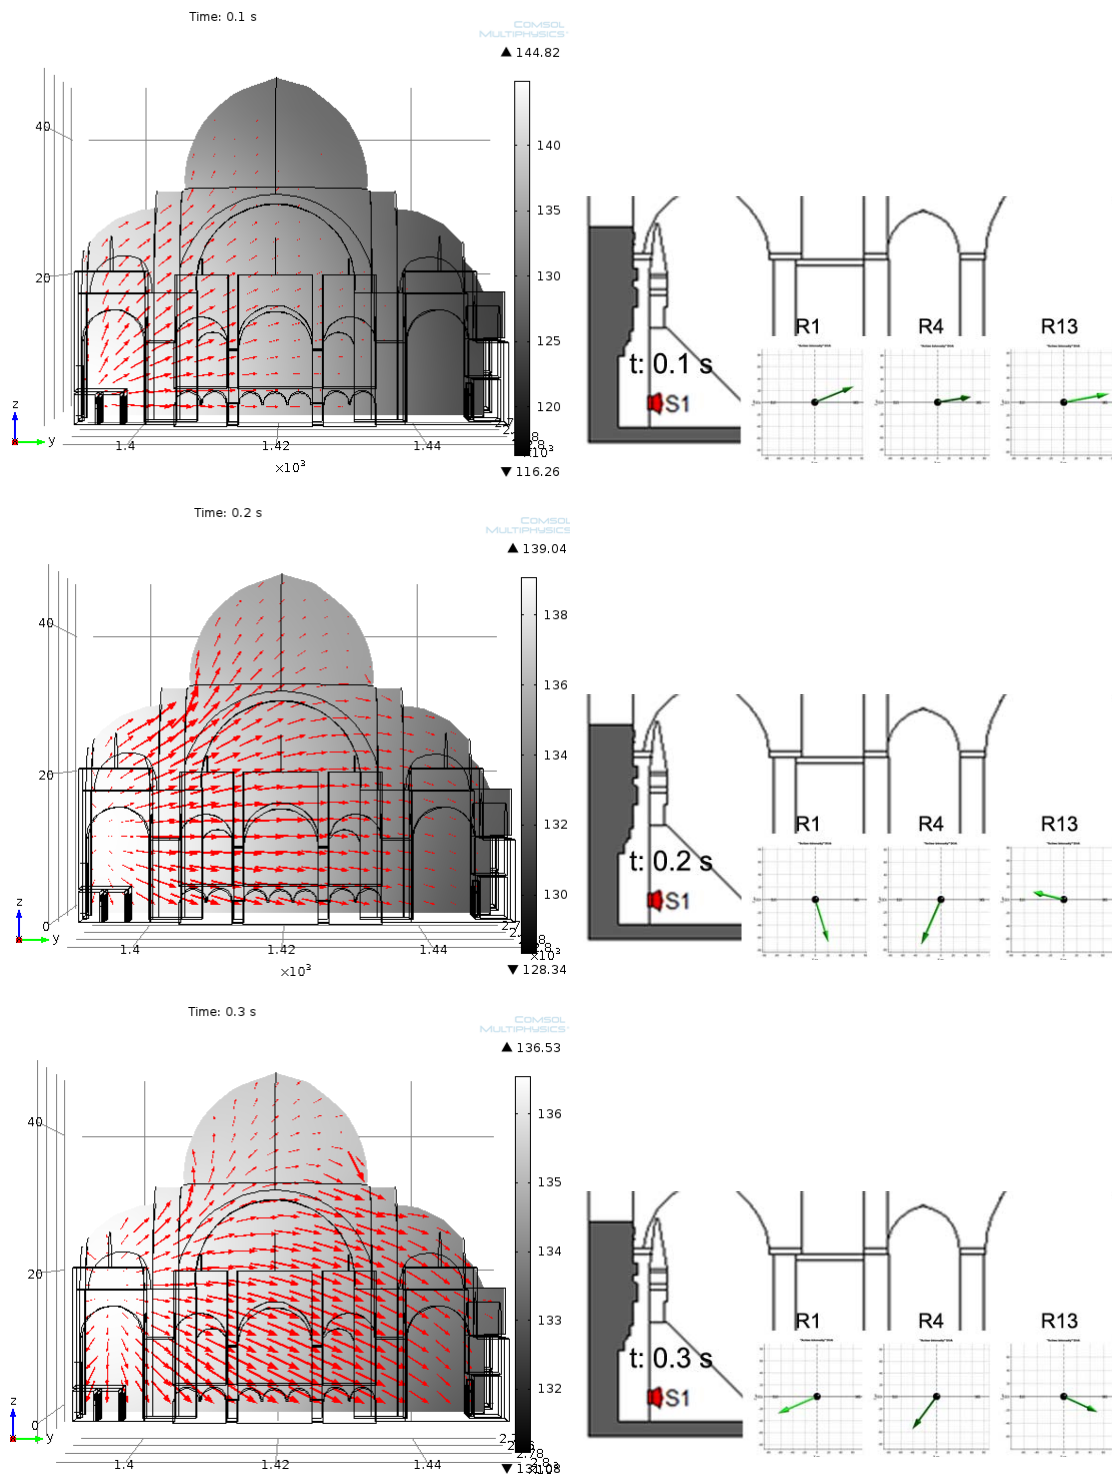 Time: 0.1 s
COMSOL
MULTIPHYSICS
▲ 144.82
40
20
140
135
130
125
120
z
y
1.4
1.42
1.44
×10³
▼ 116.26
R1
R4
R13
t: 0.1 s
S1
Time: 0.2 s
COMSOL
MULTIPHYSICS
▲ 139.04
40
20
0
138
136
134
132
130
z
y
1.4
1.42
1.44
×10³
▼ 128.34
R1
R4
R13
t: 0.2 s
S1
Time: 0.3 s
COMSOL
MULTIPHYSICS
▲ 136.53
40
20
0
136
135
134
133
132
z
y
1.4
1.42
1.44
R1
R4
R13
t: 0.3 s
S1